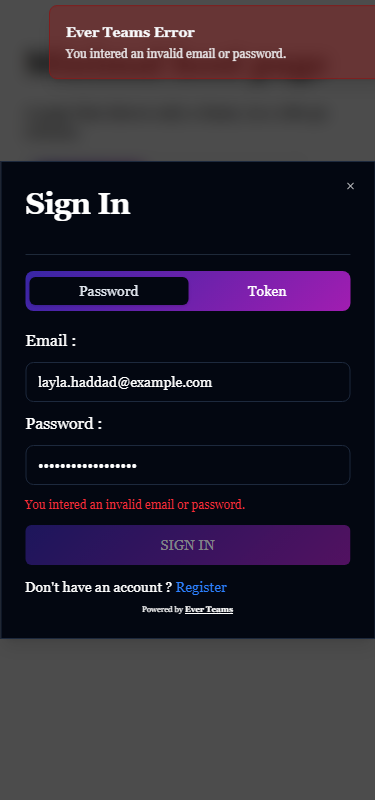 Ever Teams Error
You intered an invalid email or password.
Sign In
×
Password
Token
Email :
layla.haddad@example.com
Password :
••••••••••••••••••
You intered an invalid email or password.
SIGN IN
Don't have an account ? Register
Powered by Ever Teams